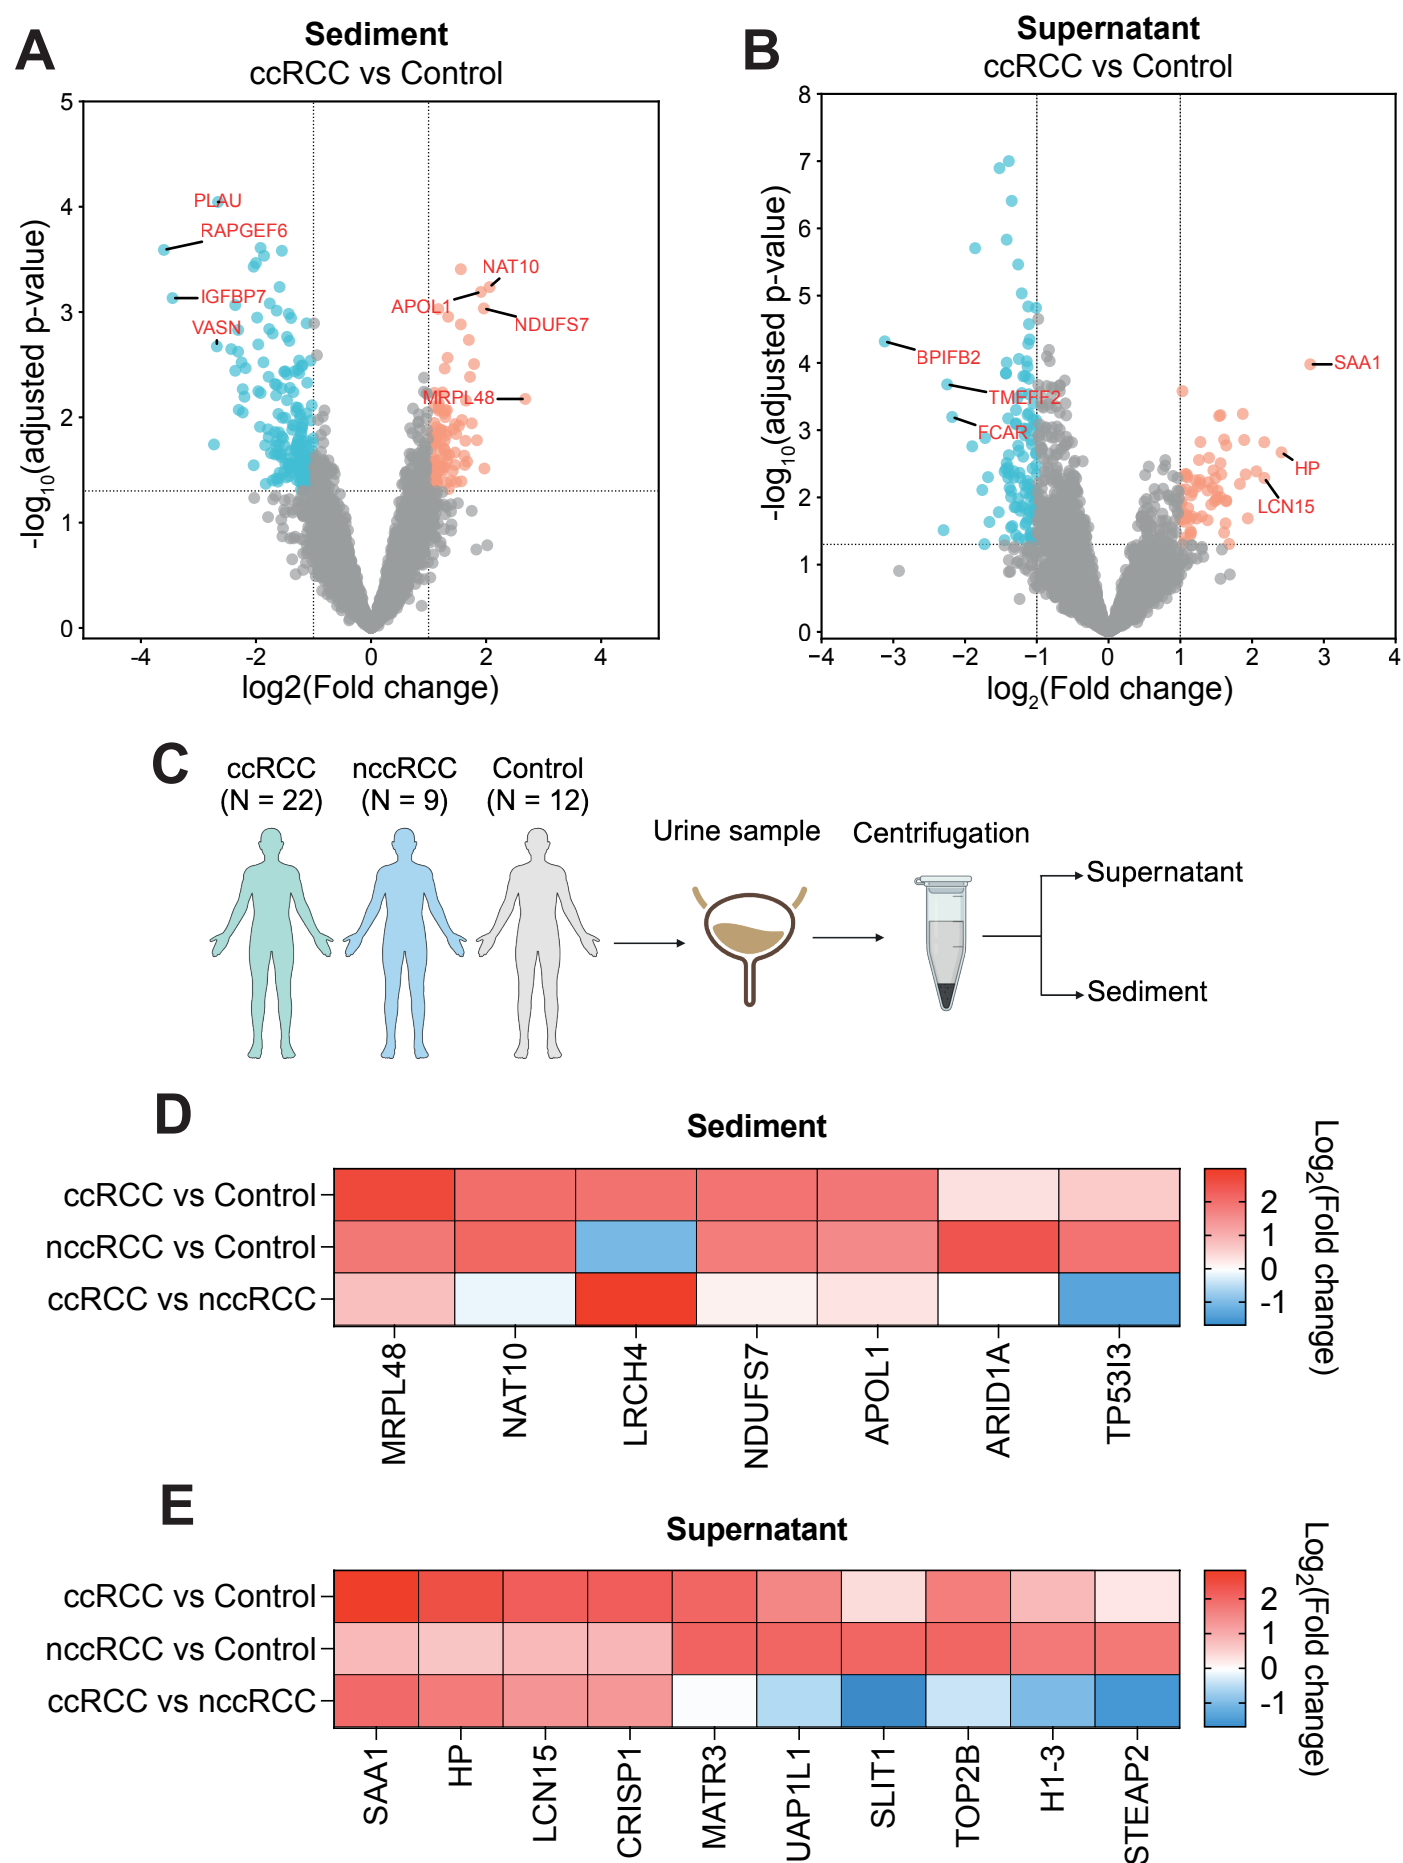 A
Sediment
ccRCC vs Control
-log10(adjusted p-value)
5
4
3
2
1
0
PLAU
RAPGEF6
IGFBP7
VASN
NAT10
APOL1
NDUFS7
MRPL48
-4
-2
0
2
4
log2(Fold change)
B
Supernatant
ccRCC vs Control
-log10(adjusted p-value)
8
7
6
5
4
3
2
1
0
BPIFB2
TMEFF2
FCAR
SAA1
HP
LCN15
−4
−3
−2
−1
0
1
2
3
4
log2(Fold change)
C
ccRCC
(N = 22)
nccRCC
(N = 9)
Control
(N = 12)
Urine sample
Centrifugation
Supernatant
Sediment
D
Sediment
ccRCC vs Control
nccRCC vs Control
ccRCC vs nccRCC
MRPL48
NAT10
LRCH4
NDUFS7
APOL1
ARID1A
TP53I3
2
1
0
-1
Log2(Fold change)
E
Supernatant
ccRCC vs Control
nccRCC vs Control
ccRCC vs nccRCC
SAA1
HP
LCN15
CRISP1
MATR3
UAP1L1
SLIT1
TOP2B
H1-3
STEAP2
2
1
0
-1
Log2(Fold change)